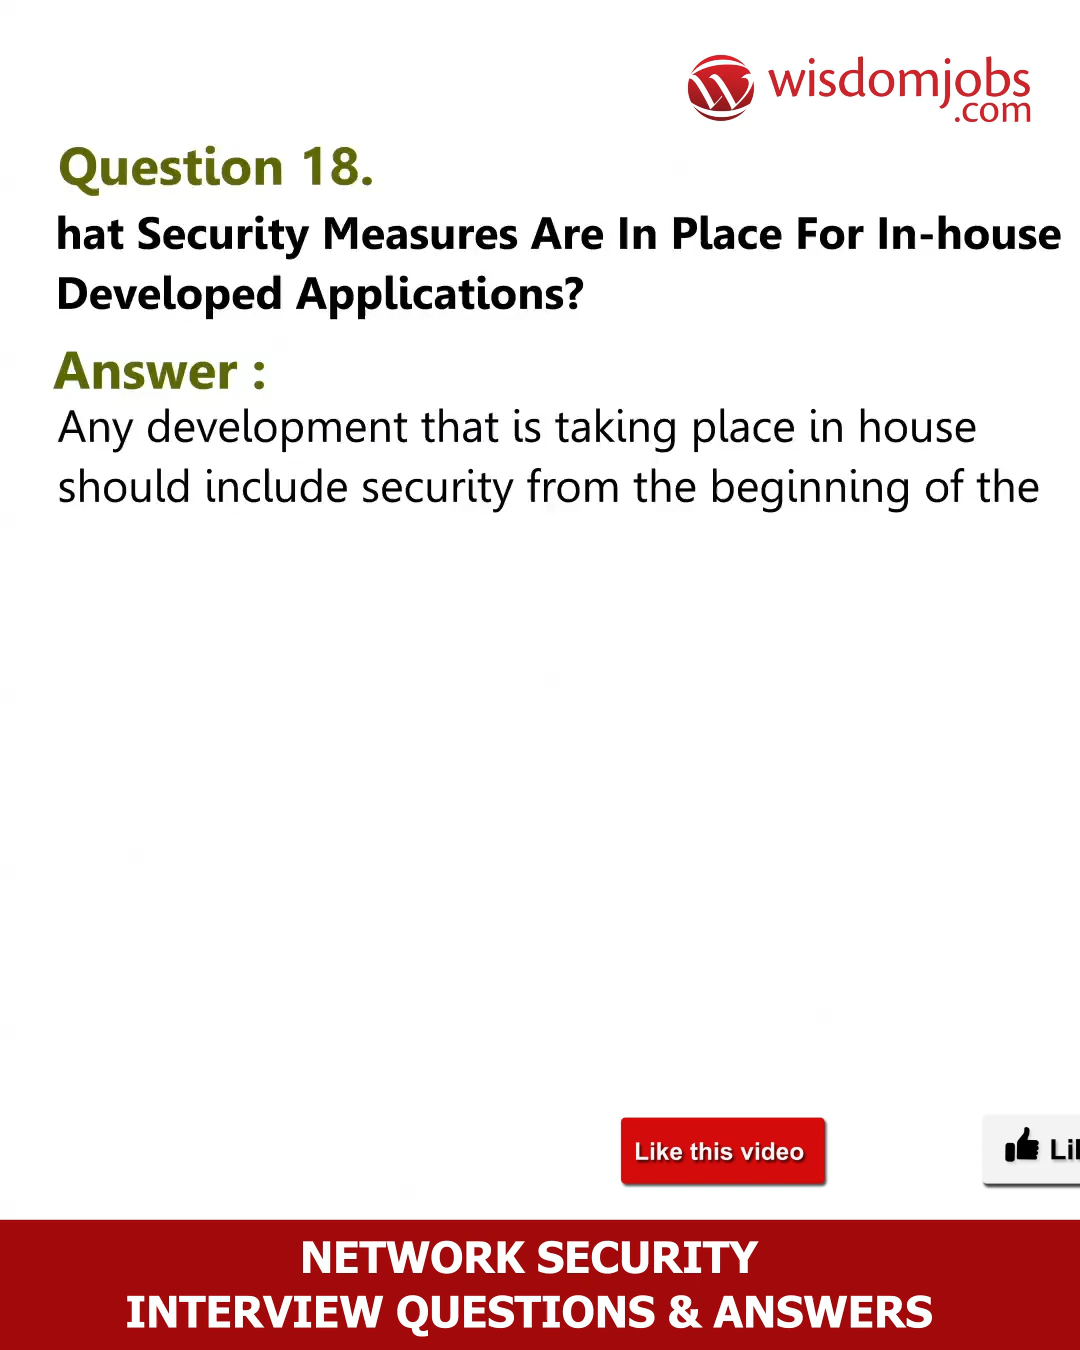 wisdomjobs
.com
Question 18.
hat Security Measures Are In Place For In-house
Developed Applications?
Answer :
Any development that is taking place in house
should include security from the beginning of the
Like this video
Lik
NETWORK SECURITY
INTERVIEW QUESTIONS & ANSWERS